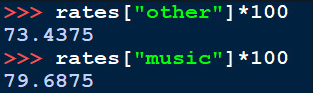 >>> rates["other"]*100
73.4375
>>> rates["music"]*100
79.6875